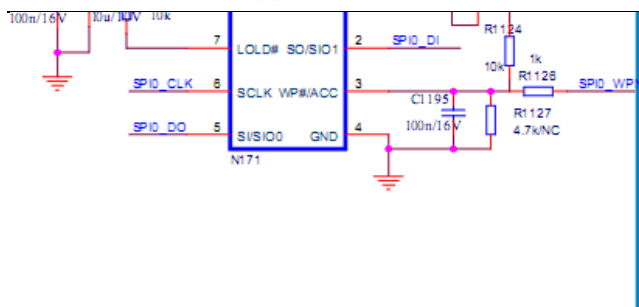 100n/16V 10u/10V 10k
R1124
7 LOLD# SO/SIO1 2 SPI0_DI
10k 1k
R1126
SPI0_CLK 6 SCLK WP#/ACC 3 SPI0_WP
C1195
100n/16V R1127
4.7k/NC
SPI0_DO 5 SI/SIO0 GND 4
N171